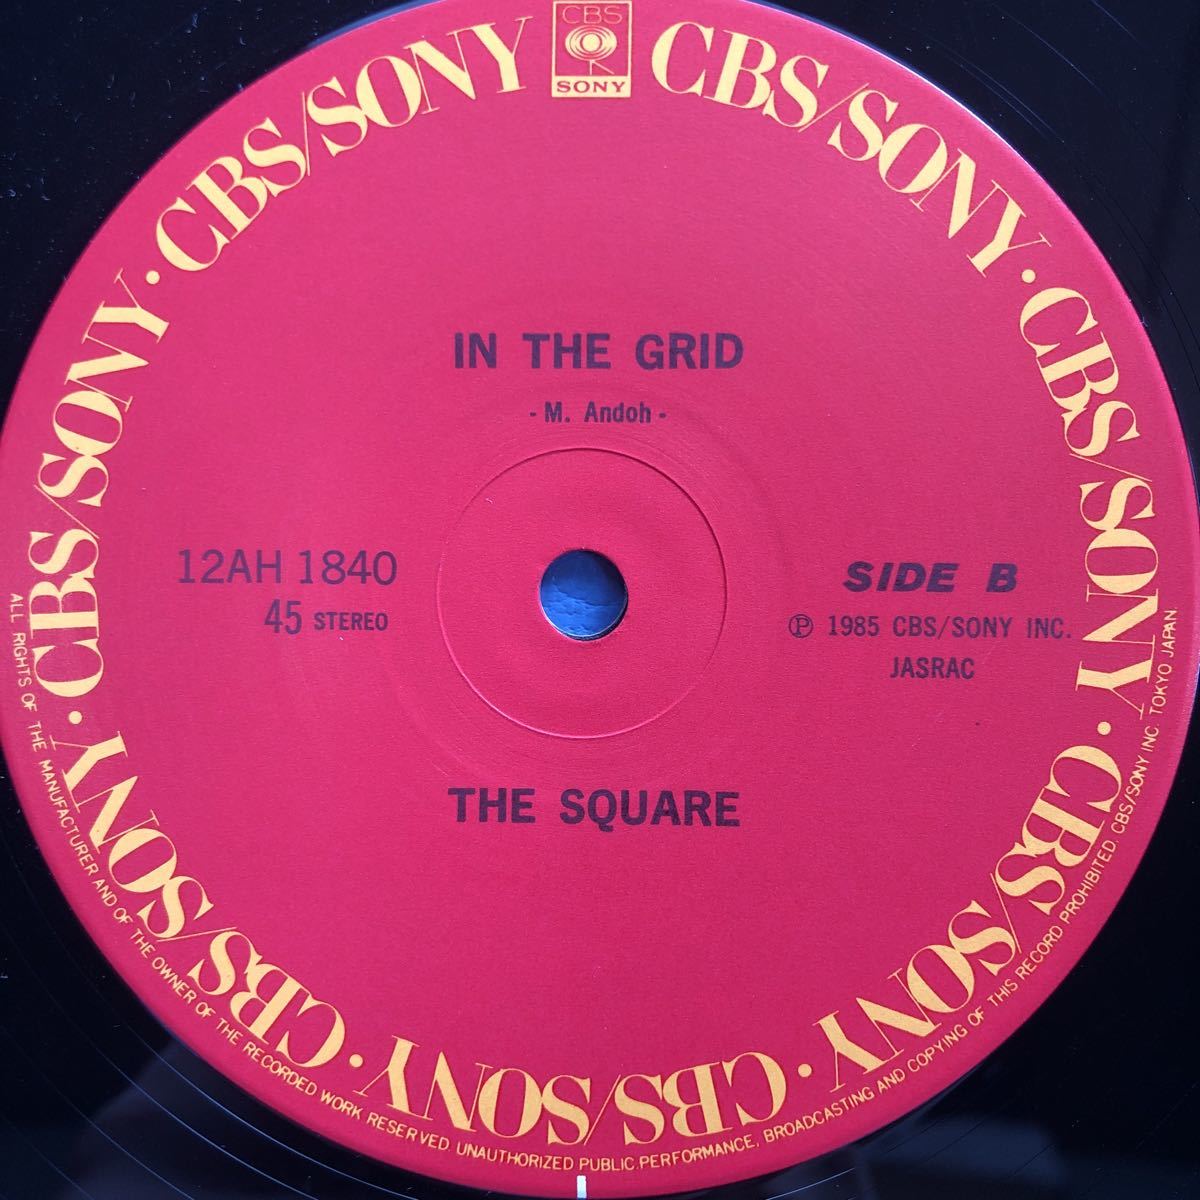 CBS
SONY
CBS/SONY · CBS/SONY · CBS/SONY · CBS/SONY · CBS/SONY · CBS/SONY · CBS/SONY · CBS/SONY
IN THE GRID
- M. Andoh -
12AH 1840
45 STEREO
SIDE B
Ⓟ 1985 CBS/SONY INC.
JASRAC
THE SQUARE
ALL RIGHTS OF THE MANUFACTURER AND OF THE OWNER OF THE RECORDED WORK RESERVED. UNAUTHORIZED PUBLIC PERFORMANCE, BROADCASTING AND COPYING OF THIS RECORD PROHIBITED. CBS/SONY INC. TOKYO JAPAN